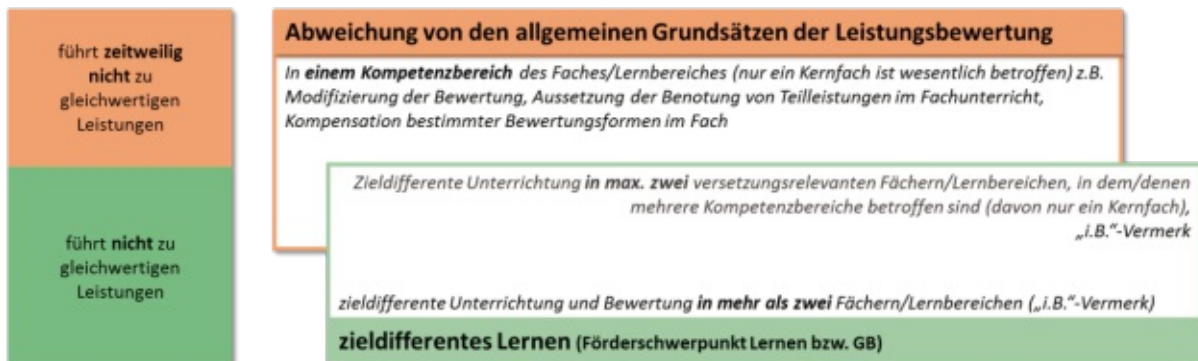 führt zeitweilig
nicht zu
gleichwertigen
Leistungen
Abweichung von den allgemeinen Grundsätzen der Leistungsbewertung
In einem Kompetenzbereich des Faches/Lernbereiches (nur ein Kernfach ist wesentlich betroffen) z.B.
Modifizierung der Bewertung, Aussetzung der Benotung von Teilleistungen im Fachunterricht,
Kompensation bestimmter Bewertungsformen im Fach
führt nicht zu
gleichwertigen
Leistungen
Zieldifferente Unterrichtung in max. zwei versetzungsrelevanten Fächern/Lernbereichen, in dem/denen
mehrere Kompetenzbereiche betroffen sind (davon nur ein Kernfach),
„i.B.“-Vermerk
zieldifferente Unterrichtung und Bewertung in mehr als zwei Fächern/Lernbereichen („i.B.“-Vermerk)
zieldifferentes Lernen (Förderschwerpunkt Lernen bzw. GB)